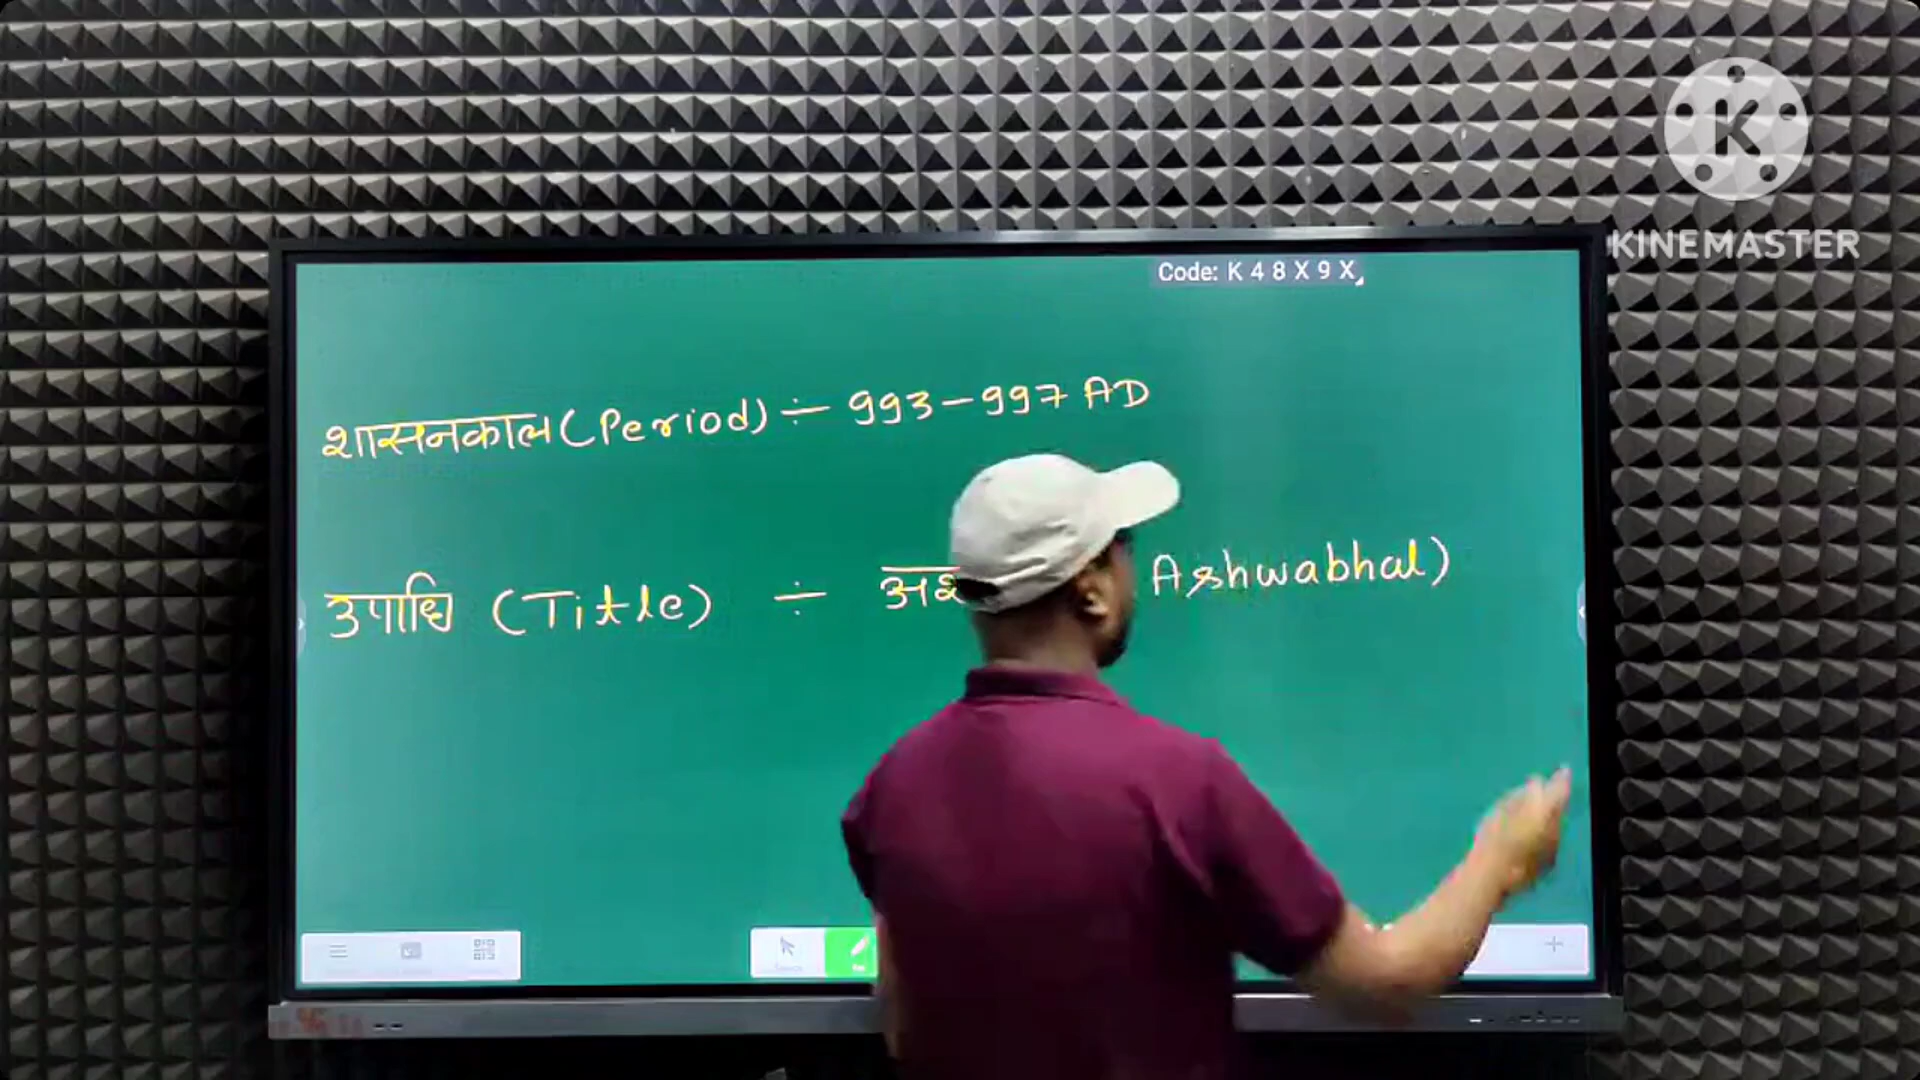 K
KINEMASTER
Code: K 4 8 X 9 X
शासनकाल (Period) ÷ 993 - 997 AD
उपाधि (Title) ÷ Ashwabhal)